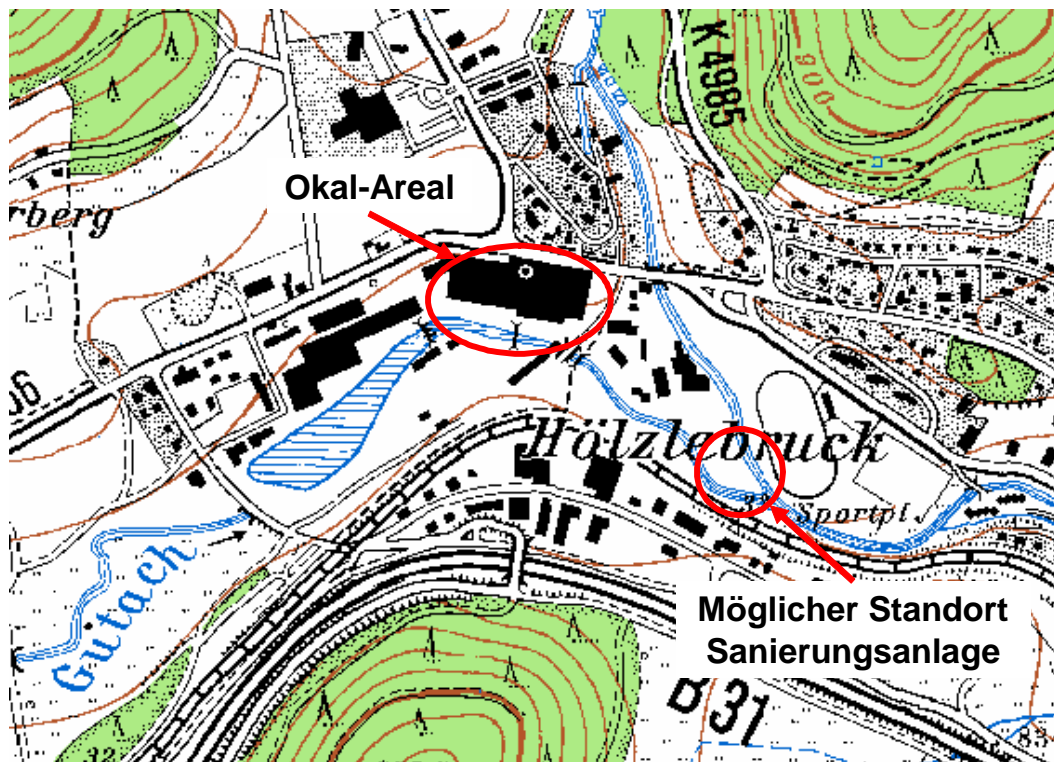 K 4985
900
Okal-Areal
rberg
Hölzlebruck
Sportpl.
Gutach
Möglicher Standort
Sanierungsanlage
B 31